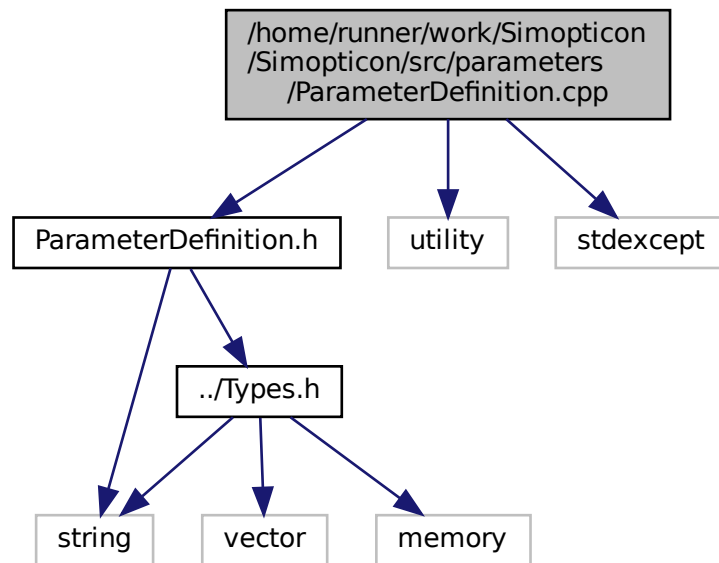 /home/runner/work/Simopticon
/Simopticon/src/parameters
/ParameterDefinition.cpp
ParameterDefinition.h
utility
stdexcept
../Types.h
string
vector
memory